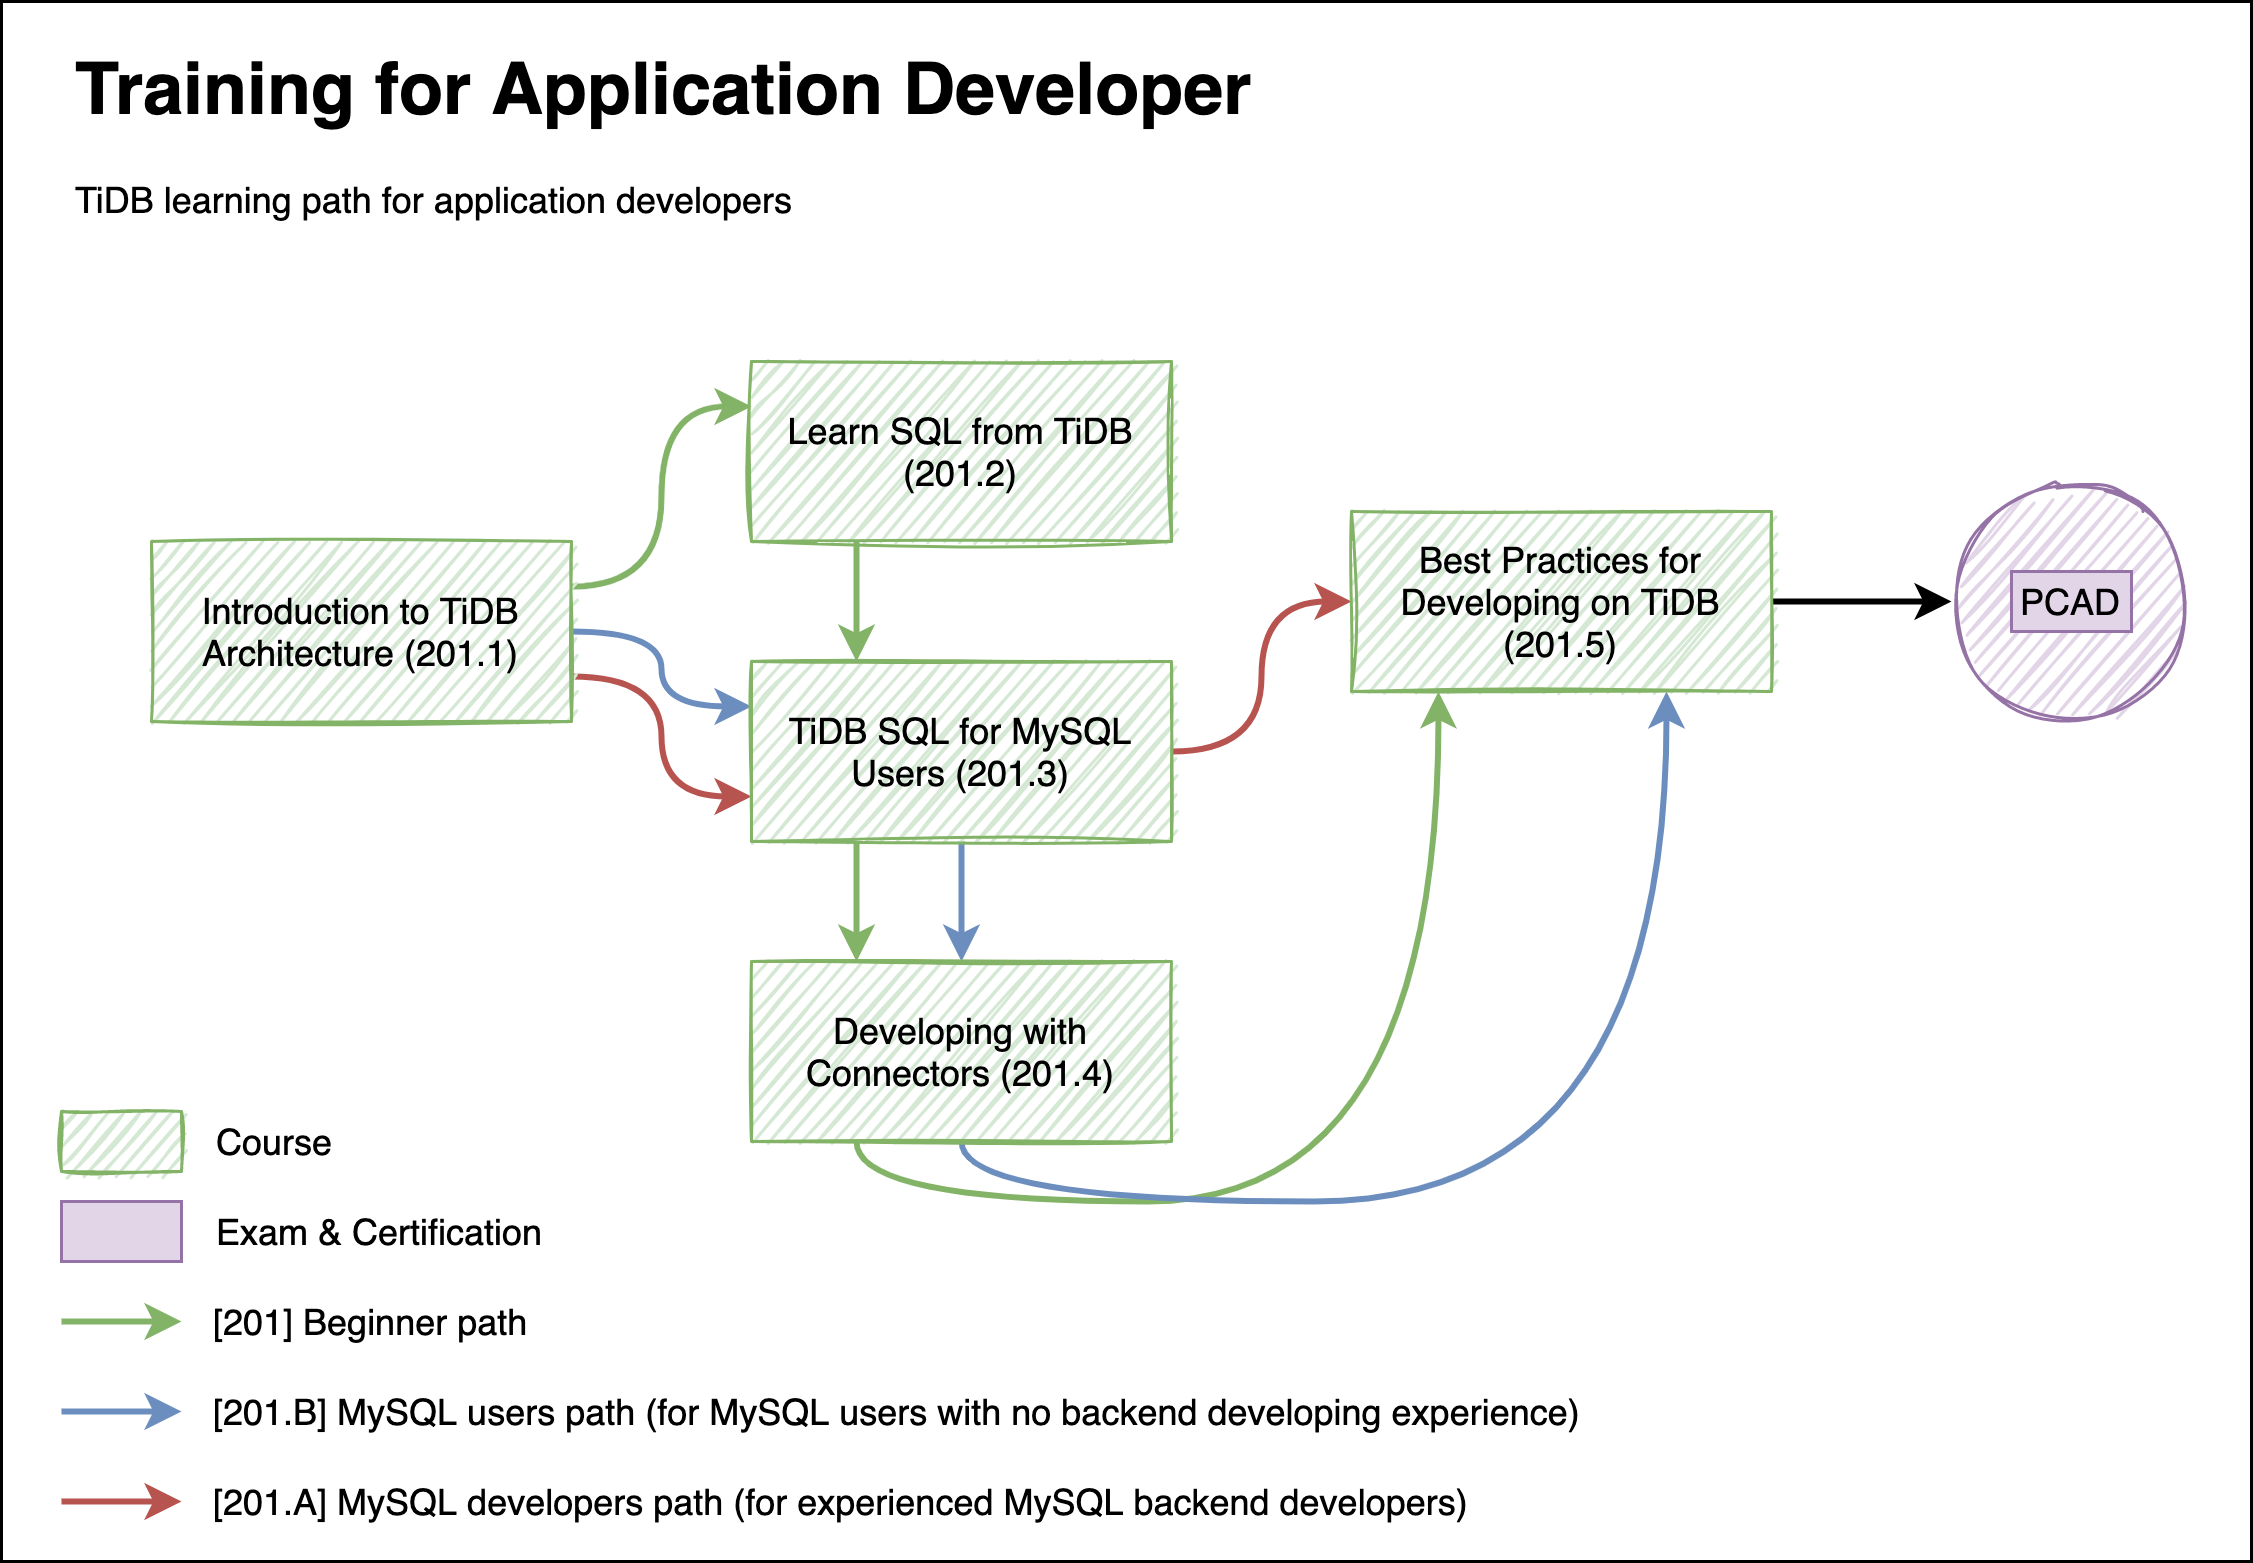 Training for Application Developer
TiDB learning path for application developers
Learn SQL from TiDB
(201.2)
Introduction to TiDB
Architecture (201.1)
Best Practices for
Developing on TiDB
(201.5)
PCAD
TiDB SQL for MySQL
Users (201.3)
Developing with
Connectors (201.4)
Course
Exam & Certification
[201] Beginner path
[201.B] MySQL users path (for MySQL users with no backend developing experience)
[201.A] MySQL developers path (for experienced MySQL backend developers)